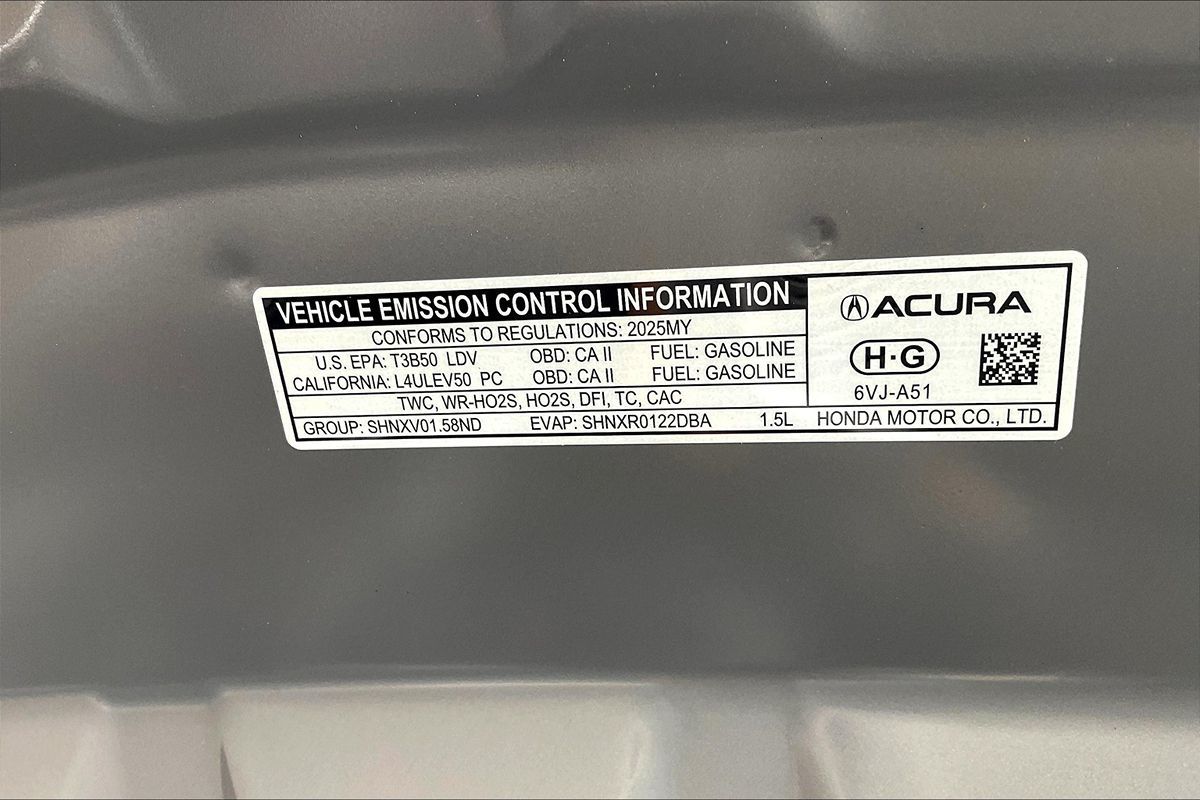 VEHICLE EMISSION CONTROL INFORMATION
CONFORMS TO REGULATIONS: 2025MY
U.S. EPA: T3B50 LDV OBD: CA II FUEL: GASOLINE
CALIFORNIA: L4ULEV50 PC OBD: CA II FUEL: GASOLINE
TWC, WR-HO2S, HO2S, DFI, TC, CAC
GROUP: SHNXV01.58ND EVAP: SHNXR0122DBA 1.5L
ACURA
H·G
6VJ-A51
HONDA MOTOR CO., LTD.